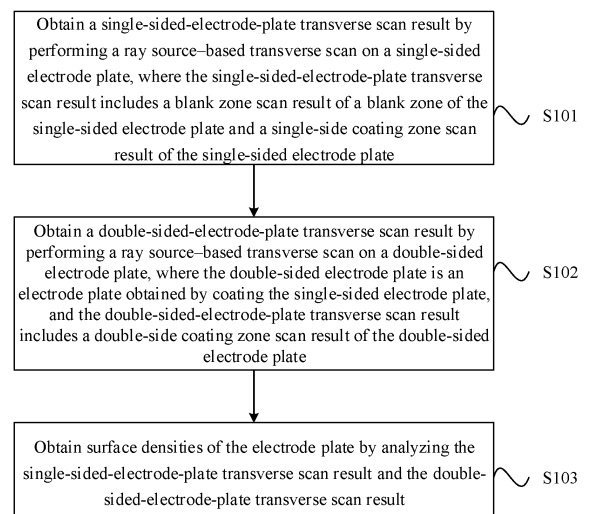 Obtain a single-sided-electrode-plate transverse scan result by
performing a ray source–based transverse scan on a single-sided
electrode plate, where the single-sided-electrode-plate transverse
scan result includes a blank zone scan result of a blank zone of the
single-sided electrode plate and a single-side coating zone scan
result of the single-sided electrode plate
S101
Obtain a double-sided-electrode-plate transverse scan result by
performing a ray source–based transverse scan on a double-sided
electrode plate, where the double-sided electrode plate is an
electrode plate obtained by coating the single-sided electrode plate,
and the double-sided-electrode-plate transverse scan result
includes a double-side coating zone scan result of the double-sided
electrode plate
S102
Obtain surface densities of the electrode plate by analyzing the
single-sided-electrode-plate transverse scan result and the double-
sided-electrode-plate transverse scan result
S103